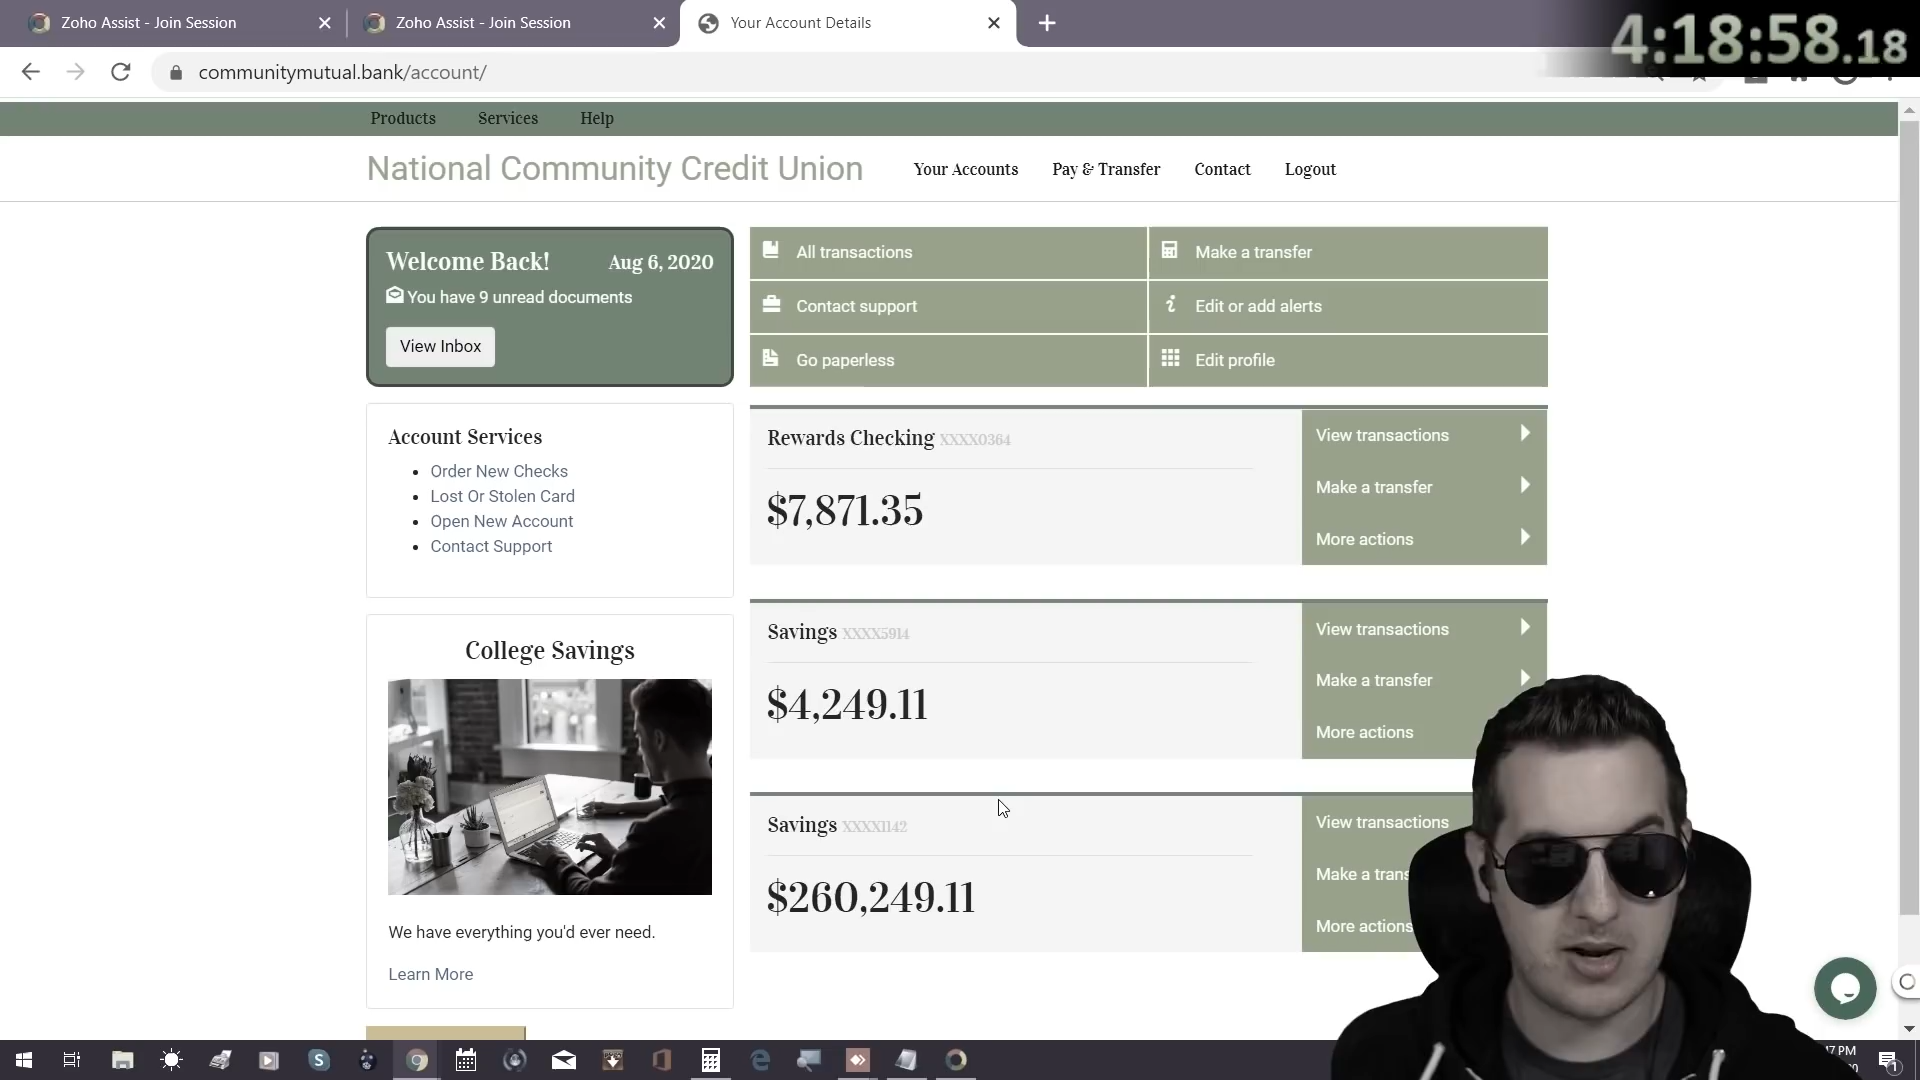 Zoho Assist - Join Session
Zoho Assist - Join Session
Your Account Details
4:18:58.18
communitymutual.bank/account/
Products Services Help
National Community Credit Union
Your Accounts Pay & Transfer Contact Logout
Welcome Back! Aug 6, 2020
You have 9 unread documents
View Inbox
All transactions
Make a transfer
Contact support
Edit or add alerts
Go paperless
Edit profile
Account Services
Order New Checks
Lost Or Stolen Card
Open New Account
Contact Support
Rewards Checking XXXX0364
$7,871.35
View transactions
Make a transfer
More actions
Savings XXXX5914
$4,249.11
View transactions
Make a transfer
More actions
Savings XXXX1142
$260,249.11
View transactions
Make a trans
More actions
College Savings
We have everything you'd ever need.
Learn More
7 PM